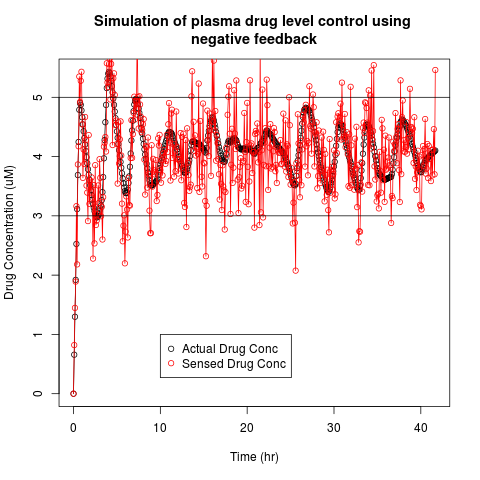 Simulation of plasma drug level control using
negative feedback
Drug Concentration (uM)
5
4
3
2
1
0
Actual Drug Conc
Sensed Drug Conc
0 10 20 30 40
Time (hr)